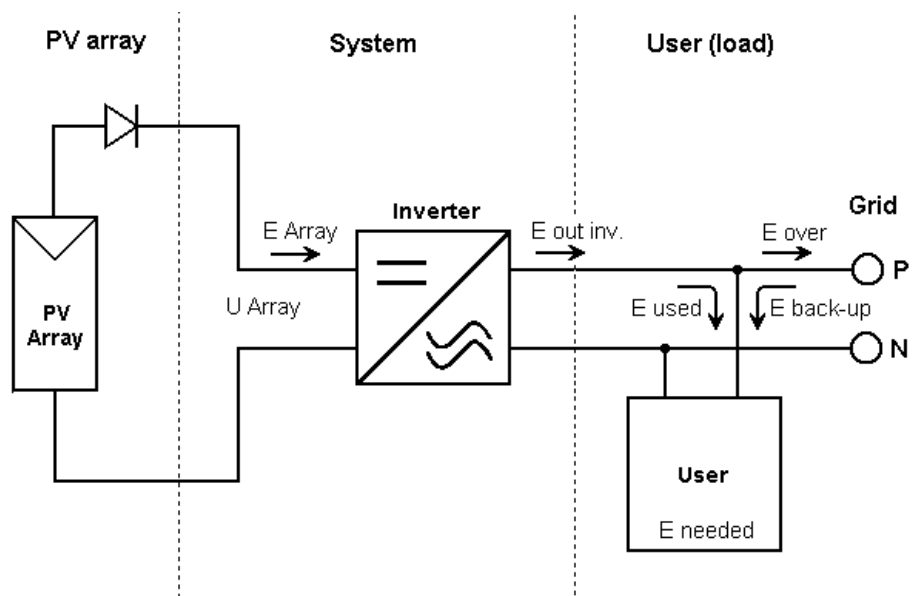 PV array
System
User (load)
Inverter
Grid
E Array
E out inv.
E over
P
U Array
E used
E back-up
PV
Array
N
User
E needed